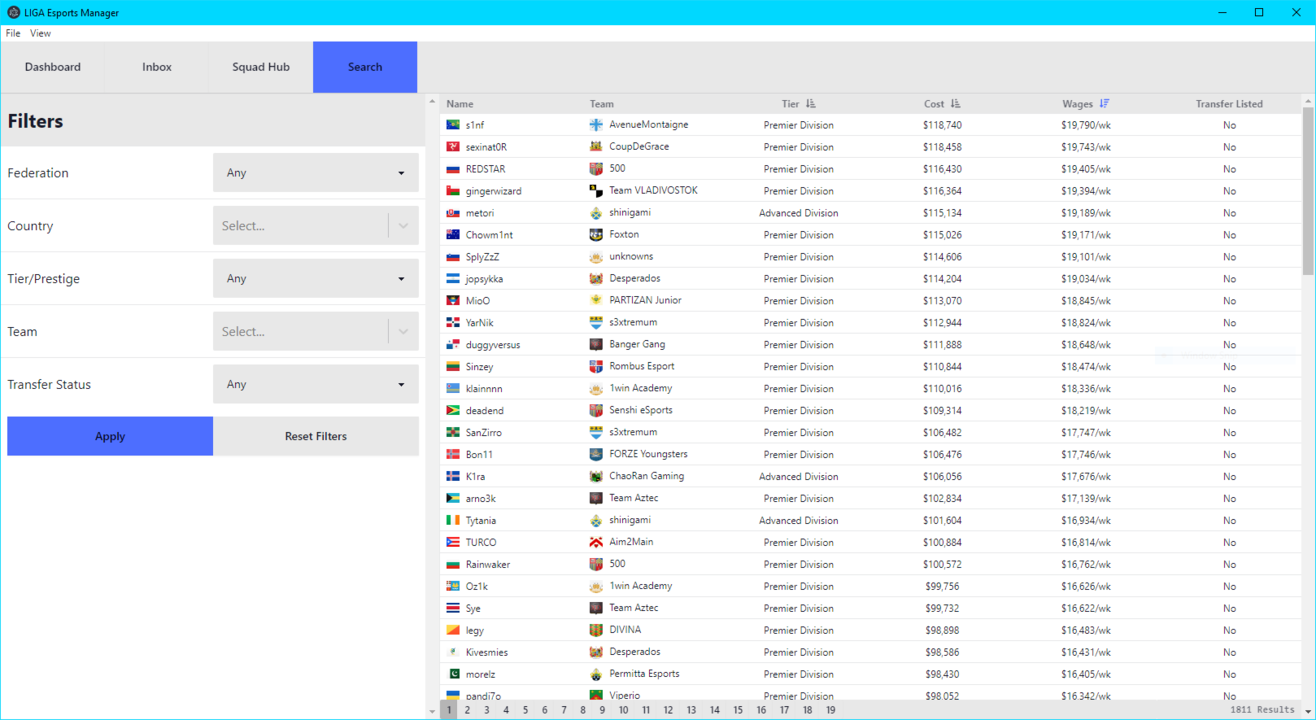 LIGA Esports Manager
File View
Dashboard Inbox Squad Hub Search
Filters
Federation Any
Country Select...
Tier/Prestige Any
Team Select...
Transfer Status Any
Apply Reset Filters
Name Team Tier Cost Wages Transfer Listed
s1nf AvenueMontaigne Premier Division $118,740 $19,790/wk No
sexinat0R CoupDeGrace Premier Division $118,458 $19,743/wk No
REDSTAR 500 Premier Division $116,430 $19,405/wk No
gingerwizard Team VLADIVOSTOK Premier Division $116,364 $19,394/wk No
metori shinigami Advanced Division $115,134 $19,189/wk No
Chowm1nt Foxton Premier Division $115,026 $19,171/wk No
SplyZzZ unknowns Premier Division $114,606 $19,101/wk No
jopsykka Desperados Premier Division $114,204 $19,034/wk No
MioO PARTIZAN Junior Premier Division $113,070 $18,845/wk No
YarNik s3xtremum Premier Division $112,944 $18,824/wk No
duggyversus Banger Gang Premier Division $111,888 $18,648/wk No
Sinzey Rombus Esport Premier Division $110,844 $18,474/wk No
klainnnn 1win Academy Premier Division $110,016 $18,336/wk No
deadend Senshi eSports Premier Division $109,314 $18,219/wk No
SanZirro s3xtremum Premier Division $106,482 $17,747/wk No
Bon11 FORZE Youngsters Premier Division $106,476 $17,746/wk No
K1ra ChaoRan Gaming Advanced Division $106,056 $17,676/wk No
arno3k Team Aztec Premier Division $102,834 $17,139/wk No
Tytania shinigami Advanced Division $101,604 $16,934/wk No
TURCO Aim2Main Premier Division $100,884 $16,814/wk No
Rainwaker 500 Premier Division $100,572 $16,762/wk No
Oz1k 1win Academy Premier Division $99,756 $16,626/wk No
Sye Team Aztec Premier Division $99,732 $16,622/wk No
legy DIVINA Premier Division $98,898 $16,483/wk No
Kivesmies Desperados Premier Division $98,586 $16,431/wk No
morelz Permitta Esports Premier Division $98,430 $16,405/wk No
pandi7o Viperio Premier Division $98,052 $16,342/wk No
1 2 3 4 5 6 7 8 9 10 11 12 13 14 15 16 17 18 19 1811 Results